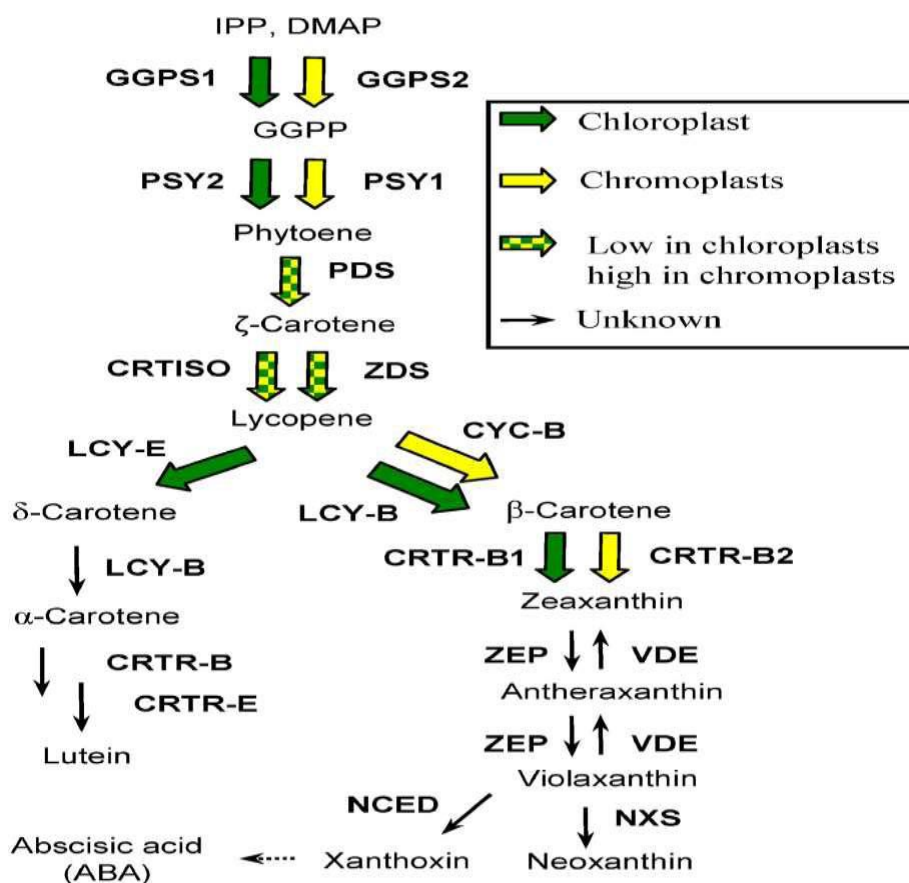 IPP, DMAP
GGPS1 GGPS2
GGPP
PSY2 PSY1
Phytoene
PDS
ζ-Carotene
CRTISO ZDS
Lycopene
LCY-E CYC-B
LCY-B
δ-Carotene β-Carotene
LCY-B CRTR-B1 CRTR-B2
α-Carotene Zeaxanthin
CRTR-B ZEP VDE
CRTR-E Antheraxanthin
Lutein ZEP VDE
Violaxanthin
NCED NXS
Abscisic acid
(ABA) Xanthoxin Neoxanthin
Chloroplast
Chromoplasts
Low in chloroplasts
high in chromoplasts
Unknown